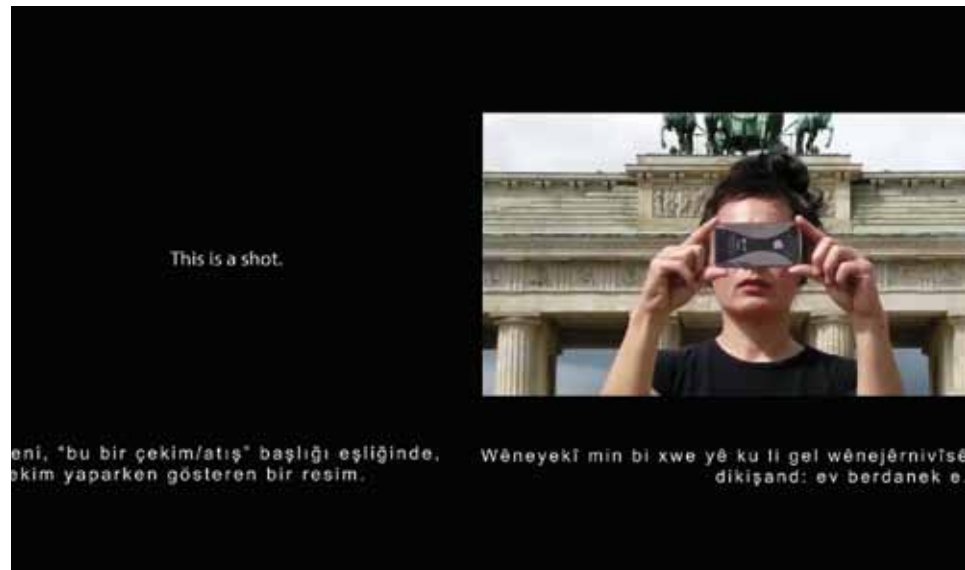 This is a shot.
eni, "bu bir çekim/atış" başlığı eşliğinde,
ekim yaparken gösteren bir resim.
Wêneyekî min bi xwe yê ku li gel wênejêrnivîsê
dikişand: ev berdanek e.